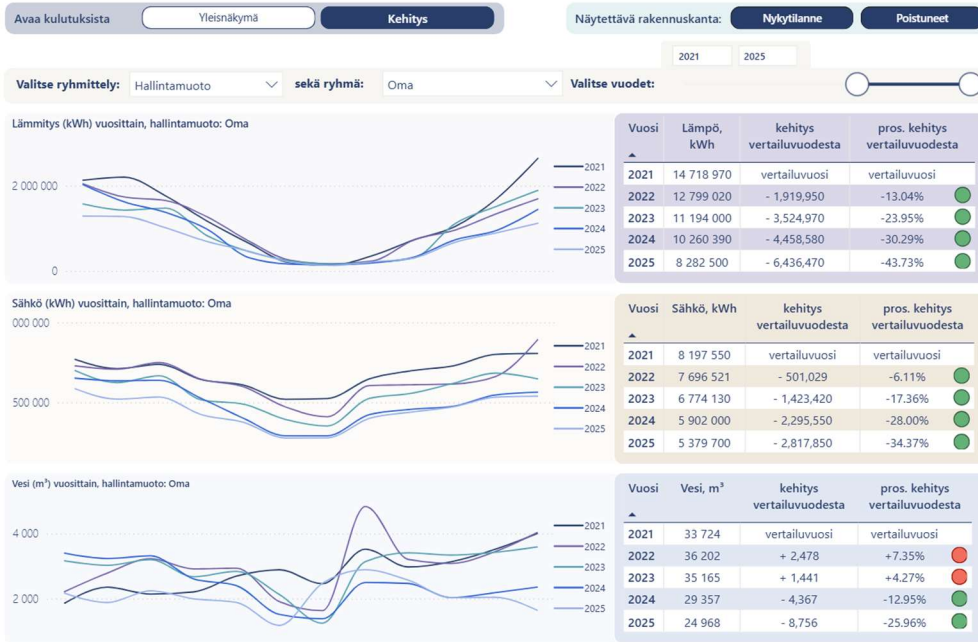 Avaa kulutuksista
Yleisnäkymä
Kehitys
Näytettävä rakennuskanta:
Nykytilanne
Poistuneet
2021
2025
Valitse ryhmittely:
Hallintamuoto
sekä ryhmä:
Oma
Valitse vuodet:
Lämmitys (kWh) vuosittain, hallintamuoto: Oma
2 000 000
0
2021
2022
2023
2024
2025
Vuosi Lämpö, kWh kehitys vertailuvuodesta pros. kehitys vertailuvuodesta
2021 14 718 970 vertailuvuosi vertailuvuosi
2022 12 799 020 - 1,919,950 -13.04%
2023 11 194 000 - 3,524,970 -23.95%
2024 10 260 390 - 4,458,580 -30.29%
2025 8 282 500 - 6,436,470 -43.73%
Sähkö (kWh) vuosittain, hallintamuoto: Oma
000 000
500 000
2021
2022
2023
2024
2025
Vuosi Sähkö, kWh kehitys vertailuvuodesta pros. kehitys vertailuvuodesta
2021 8 197 550 vertailuvuosi vertailuvuosi
2022 7 696 521 - 501,029 -6.11%
2023 6 774 130 - 1,423,420 -17.36%
2024 5 902 000 - 2,295,550 -28.00%
2025 5 379 700 - 2,817,850 -34.37%
Vesi (m³) vuosittain, hallintamuoto: Oma
4 000
2 000
2021
2022
2023
2024
2025
Vuosi Vesi, m³ kehitys vertailuvuodesta pros. kehitys vertailuvuodesta
2021 33 724 vertailuvuosi vertailuvuosi
2022 36 202 + 2,478 +7.35%
2023 35 165 + 1,441 +4.27%
2024 29 357 - 4,367 -12.95%
2025 24 968 - 8,756 -25.96%